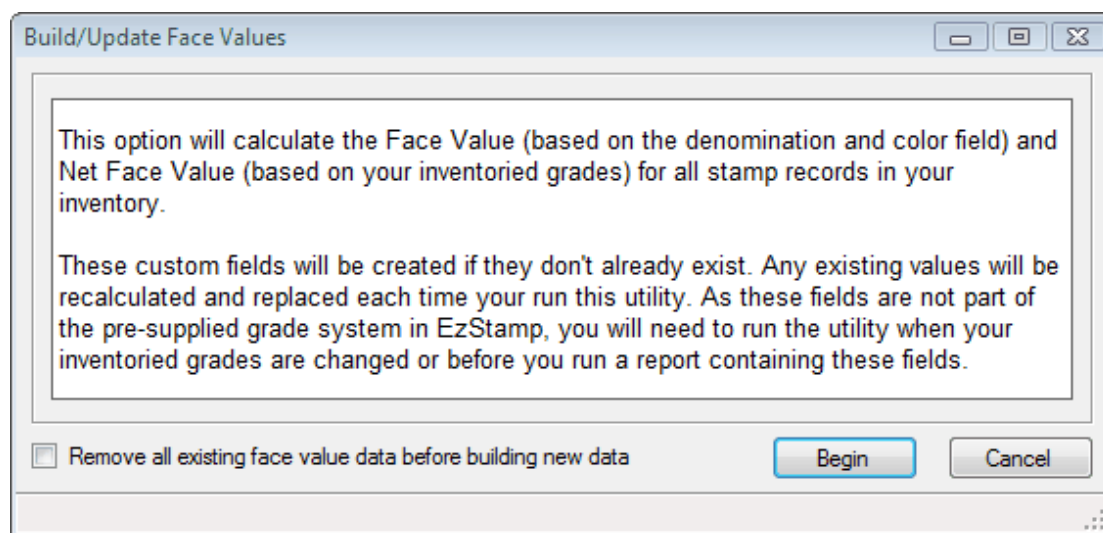 Build/Update Face Values
This option will calculate the Face Value (based on the denomination and color field) and
Net Face Value (based on your inventoried grades) for all stamp records in your
inventory.
These custom fields will be created if they don't already exist. Any existing values will be
recalculated and replaced each time your run this utility. As these fields are not part of
the pre-supplied grade system in EzStamp, you will need to run the utility when your
inventoried grades are changed or before you run a report containing these fields.
Remove all existing face value data before building new data
Begin
Cancel